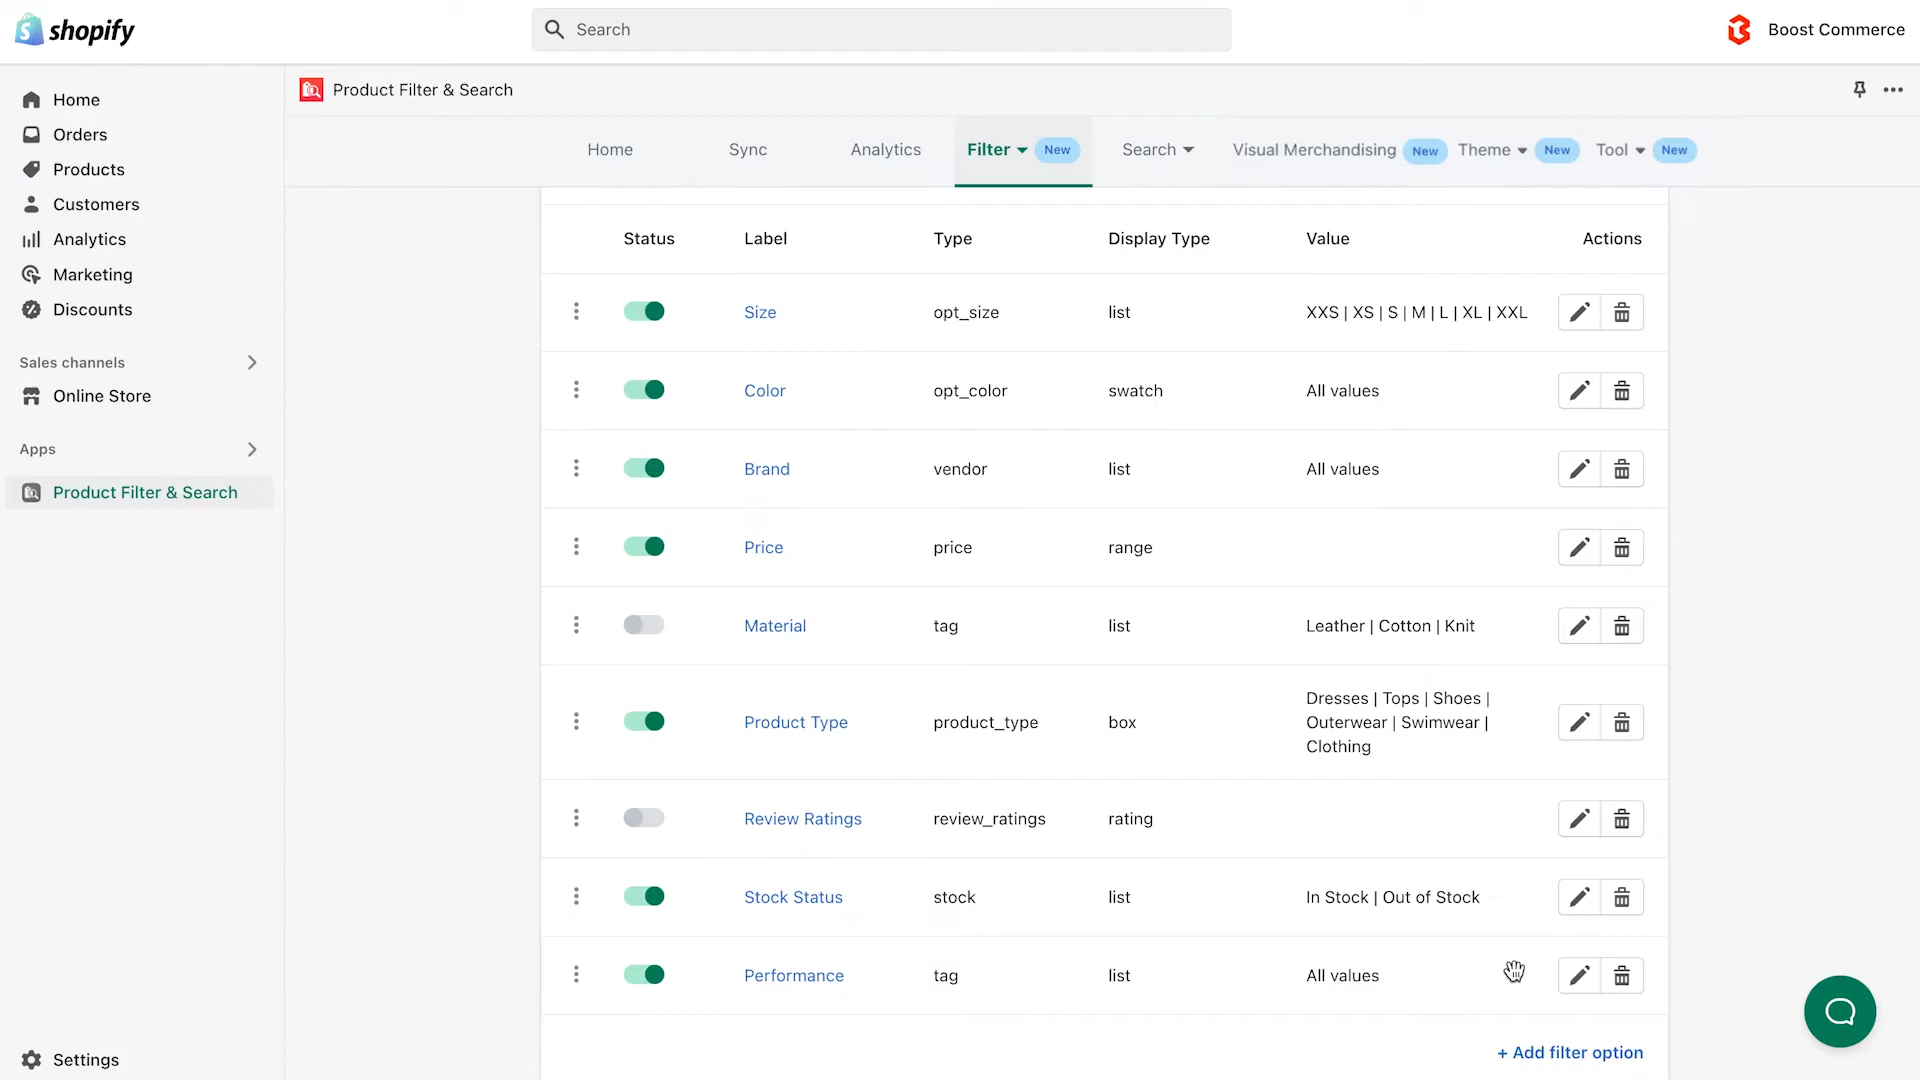 shopify
Search
Boost Commerce
Home
Orders
Products
Customers
Analytics
Marketing
Discounts
Sales channels
Online Store
Apps
Product Filter & Search
Settings
Product Filter & Search
Home Sync Analytics Filter New Search Visual Merchandising New Theme New Tool New
Status Label Type Display Type Value Actions
Size opt_size list XXS | XS | S | M | L | XL | XXL
Color opt_color swatch All values
Brand vendor list All values
Price price range
Material tag list Leather | Cotton | Knit
Product Type product_type box Dresses | Tops | Shoes |
Outerwear | Swimwear |
Clothing
Review Ratings review_ratings rating
Stock Status stock list In Stock | Out of Stock
Performance tag list All values
+ Add filter option